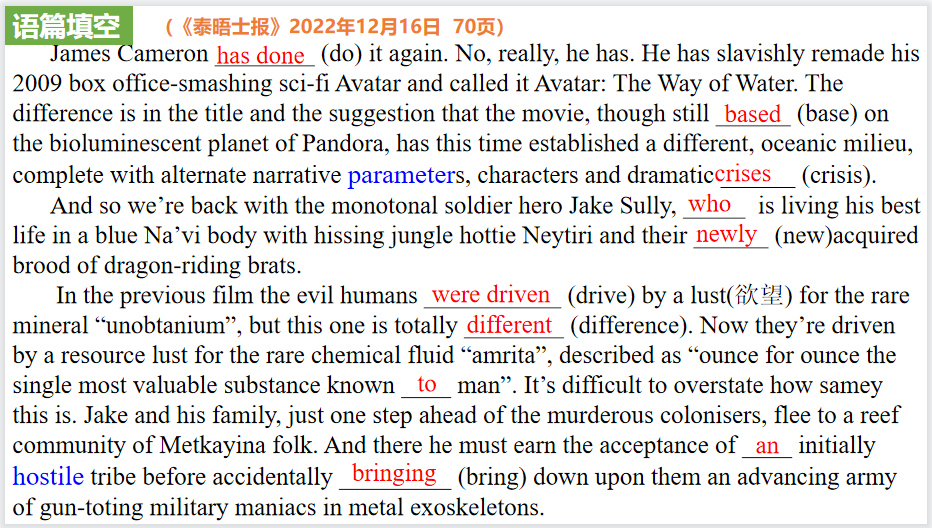 语篇填空 (《泰晤士报》2022年12月16日 70页)
James Cameron has done (do) it again. No, really, he has. He has slavishly remade his
2009 box office-smashing sci-fi Avatar and called it Avatar: The Way of Water. The
difference is in the title and the suggestion that the movie, though still based (base) on
the bioluminescent planet of Pandora, has this time established a different, oceanic milieu,
complete with alternate narrative parameters, characters and dramatic crises (crisis).
And so we’re back with the monotonal soldier hero Jake Sully, who is living his best
life in a blue Na’vi body with hissing jungle hottie Neytiri and their newly (new)acquired
brood of dragon-riding brats.
In the previous film the evil humans were driven (drive) by a lust(欲望) for the rare
mineral “unobtanium”, but this one is totally different (difference). Now they’re driven
by a resource lust for the rare chemical fluid “amrita”, described as “ounce for ounce the
single most valuable substance known to man”. It’s difficult to overstate how samey
this is. Jake and his family, just one step ahead of the murderous colonisers, flee to a reef
community of Metkayina folk. And there he must earn the acceptance of an initially
hostile tribe before accidentally bringing (bring) down upon them an advancing army
of gun-toting military maniacs in metal exoskeletons.